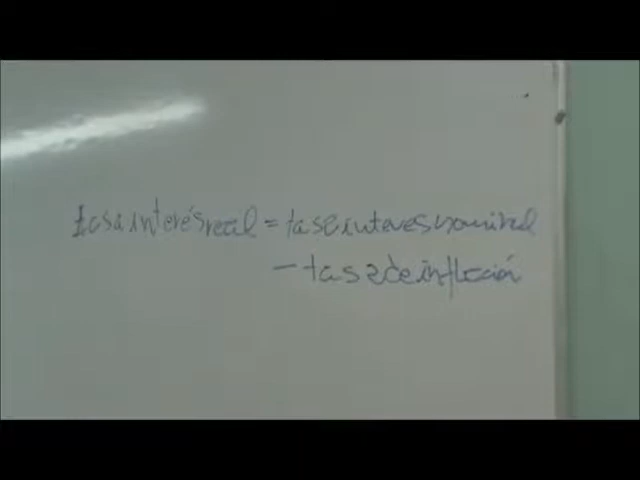 tasa interés real = tasa interes nominal
- tasa de inflación